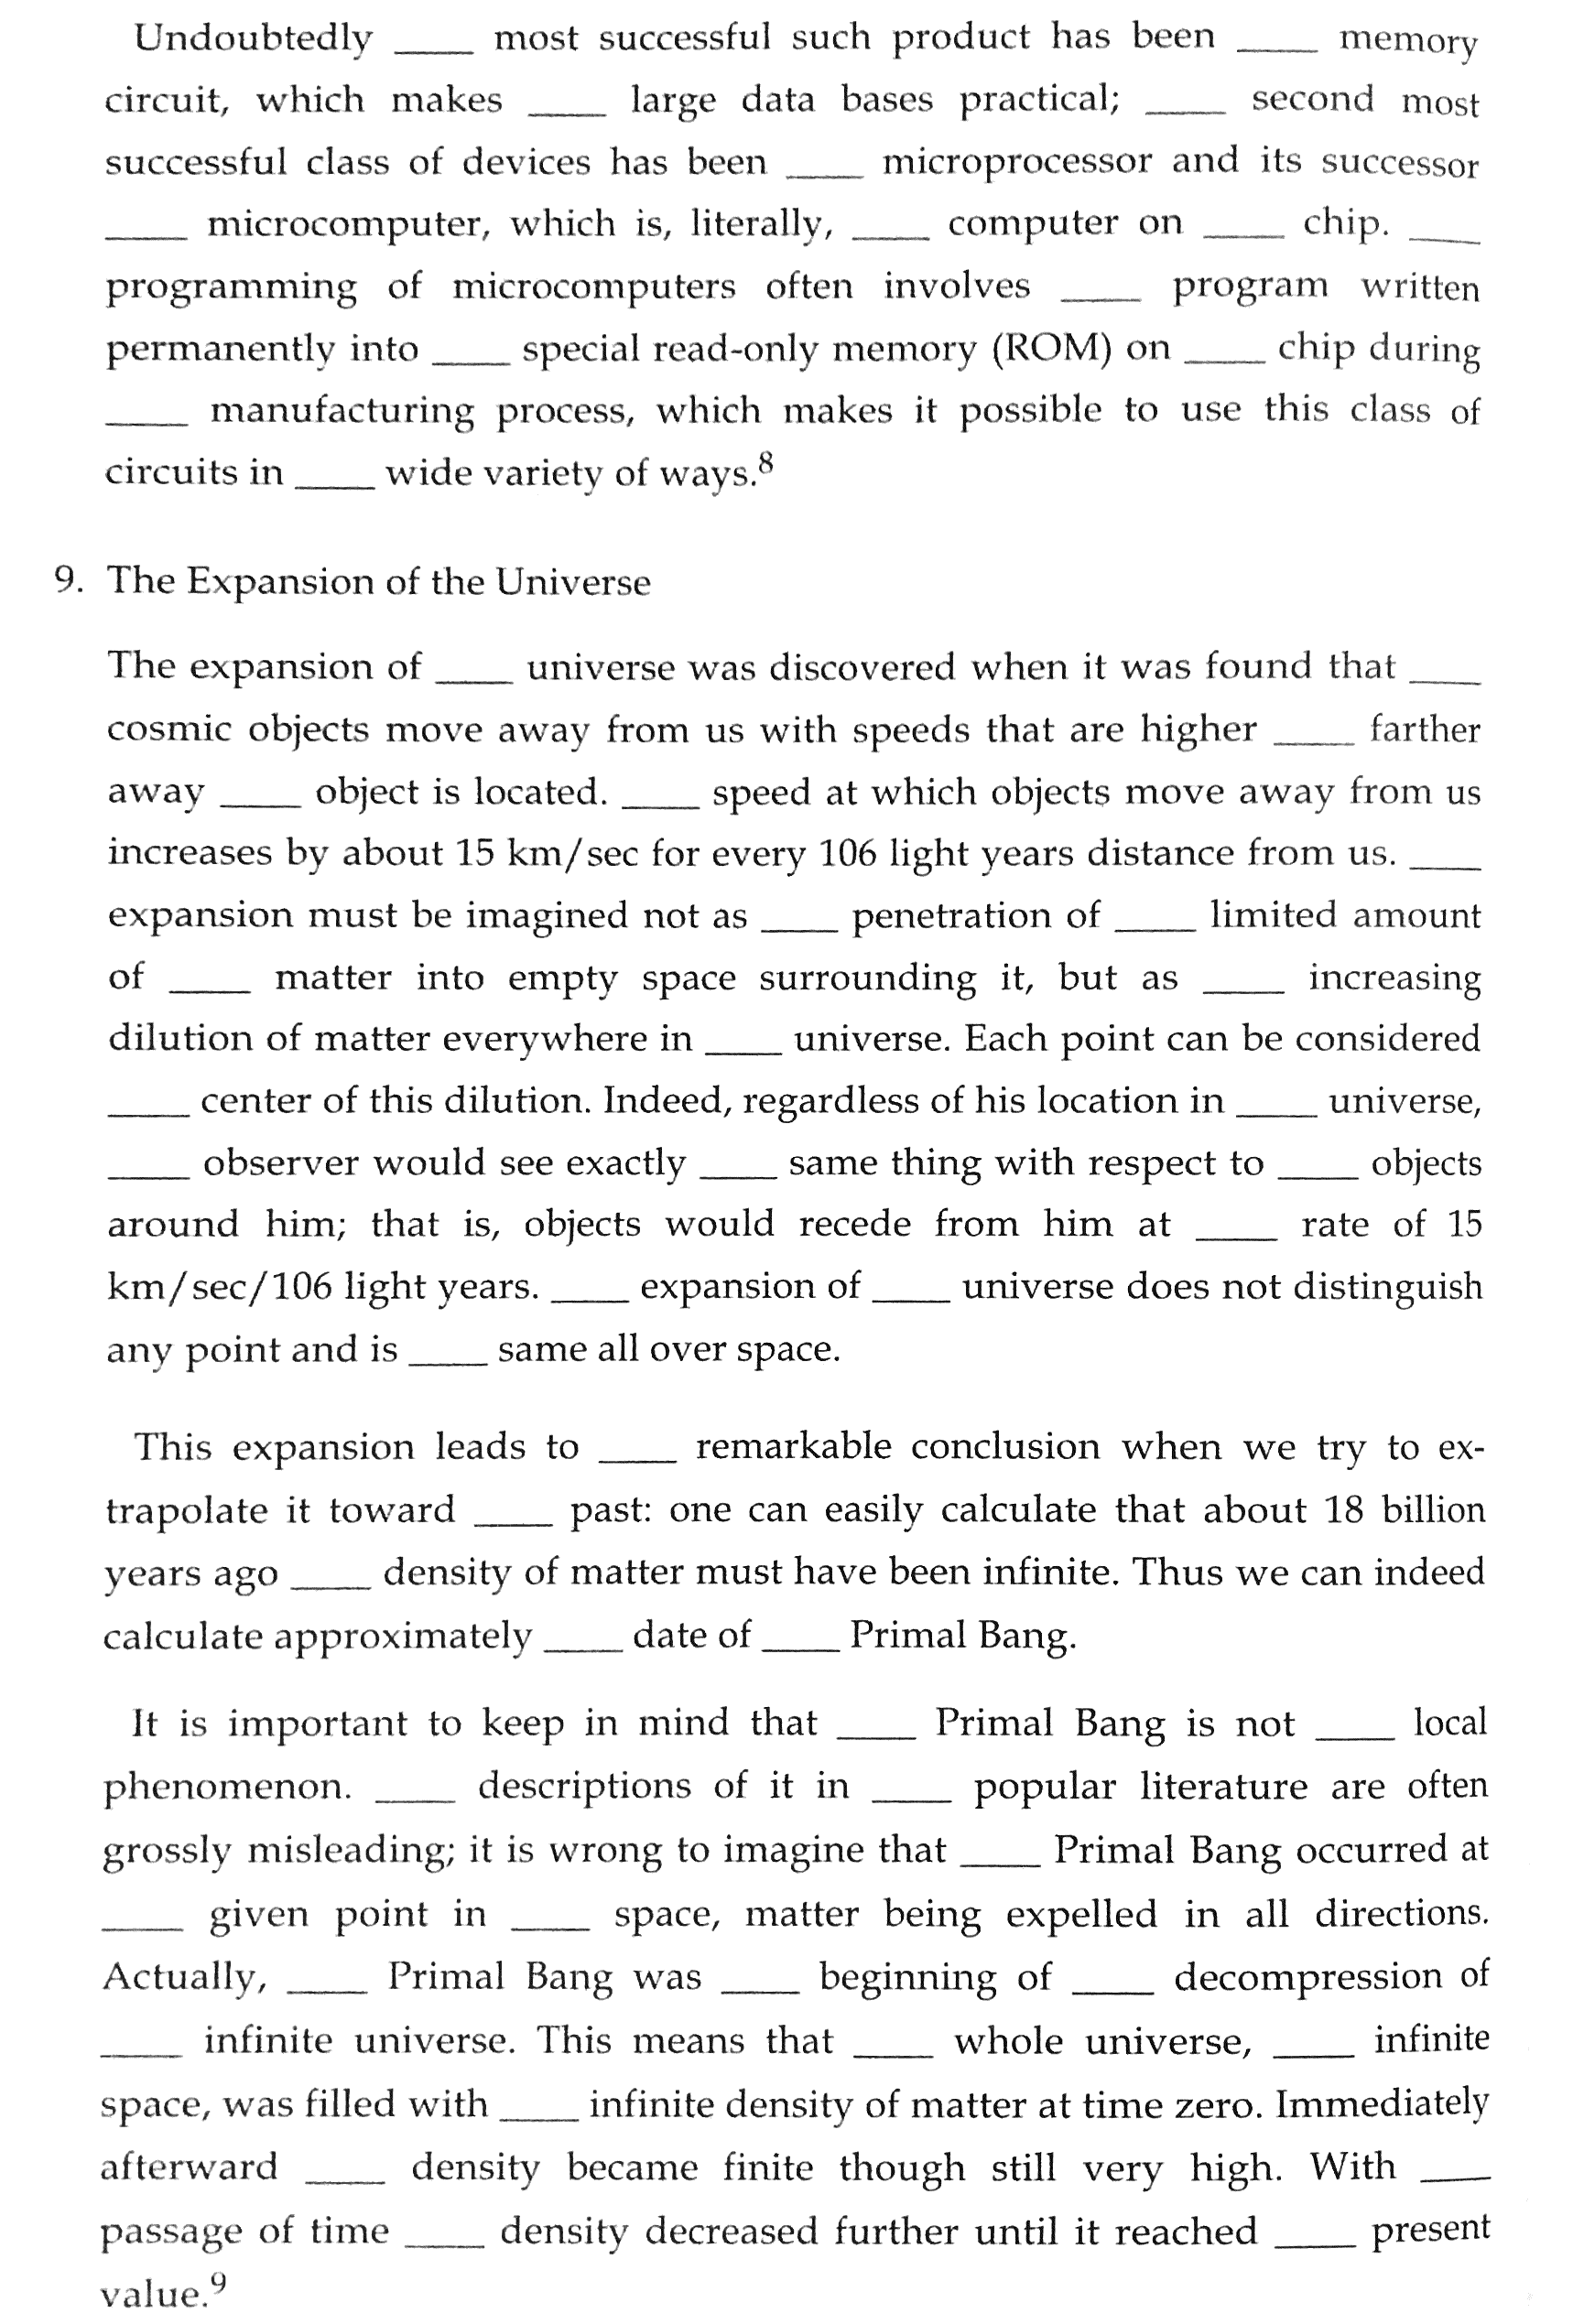 Undoubtedly ____ most successful such product has been ____ memory
circuit, which makes ____ large data bases practical; ____ second most
successful class of devices has been ____ microprocessor and its successor
____ microcomputer, which is, literally, ____ computer on ____ chip. ____
programming of microcomputers often involves ____ program written
permanently into ____ special read-only memory (ROM) on ____ chip during
____ manufacturing process, which makes it possible to use this class of
circuits in ____ wide variety of ways.8
9. The Expansion of the Universe
The expansion of ____ universe was discovered when it was found that ____
cosmic objects move away from us with speeds that are higher ____ farther
away ____ object is located. ____ speed at which objects move away from us
increases by about 15 km/sec for every 106 light years distance from us. ____
expansion must be imagined not as ____ penetration of ____ limited amount
of ____ matter into empty space surrounding it, but as ____ increasing
dilution of matter everywhere in ____ universe. Each point can be considered
____ center of this dilution. Indeed, regardless of his location in ____ universe,
____ observer would see exactly ____ same thing with respect to ____ objects
around him; that is, objects would recede from him at ____ rate of 15
km/sec/106 light years. ____ expansion of ____ universe does not distinguish
any point and is ____ same all over space.
This expansion leads to ____ remarkable conclusion when we try to ex-
trapolate it toward ____ past: one can easily calculate that about 18 billion
years ago ____ density of matter must have been infinite. Thus we can indeed
calculate approximately ____ date of ____ Primal Bang.
It is important to keep in mind that ____ Primal Bang is not ____ local
phenomenon. ____ descriptions of it in ____ popular literature are often
grossly misleading; it is wrong to imagine that ____ Primal Bang occurred at
____ given point in ____ space, matter being expelled in all directions.
Actually, ____ Primal Bang was ____ beginning of ____ decompression of
____ infinite universe. This means that ____ whole universe, ____ infinite
space, was filled with ____ infinite density of matter at time zero. Immediately
afterward ____ density became finite though still very high. With ____
passage of time ____ density decreased further until it reached ____ present
value.9